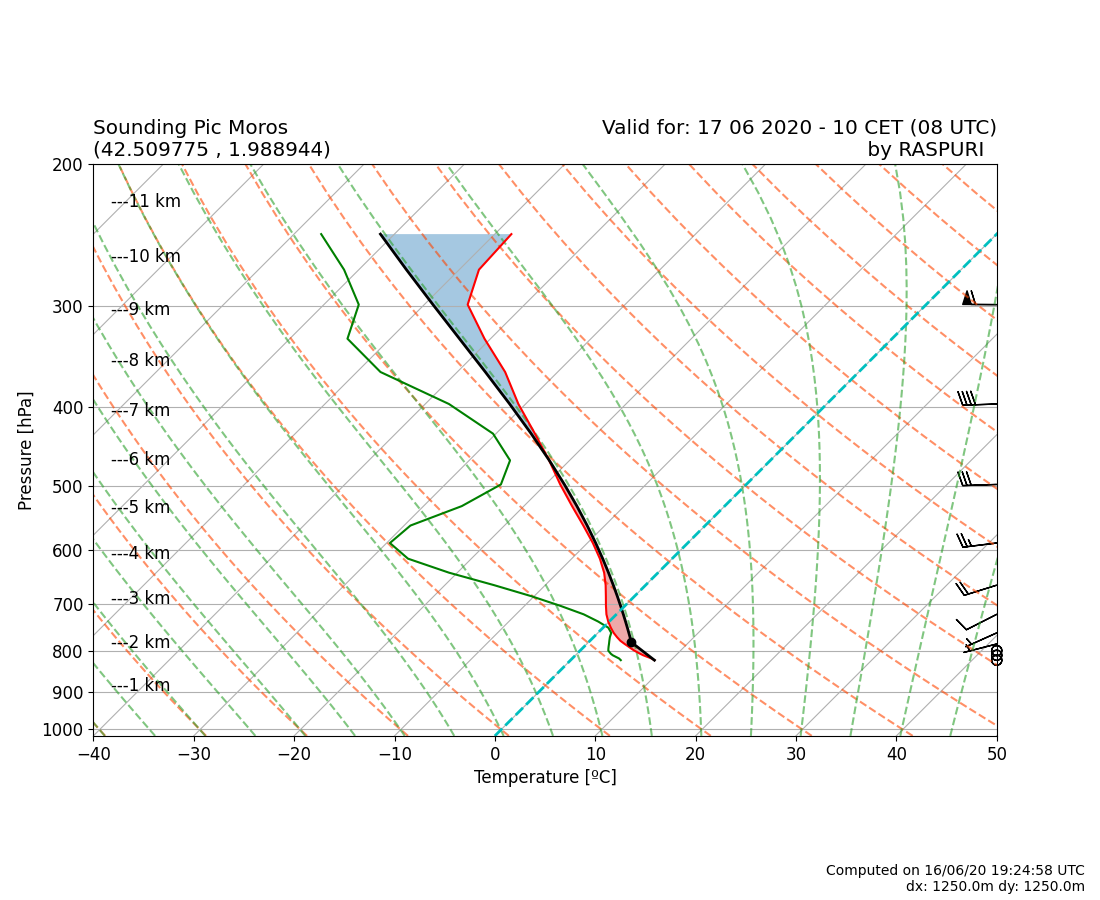 Sounding Pic Moros
(42.509775 , 1.988944)
Valid for: 17 06 2020 - 10 CET (08 UTC)
by RASPURI
200
300
400
500
600
700
800
900
1000
Pressure [hPa]
---11 km
---10 km
---9 km
---8 km
---7 km
---6 km
---5 km
---4 km
---3 km
---2 km
---1 km
−40 −30 −20 −10 0 10 20 30 40 50
Temperature [ºC]
Computed on 16/06/20 19:24:58 UTC
dx: 1250.0m dy: 1250.0m